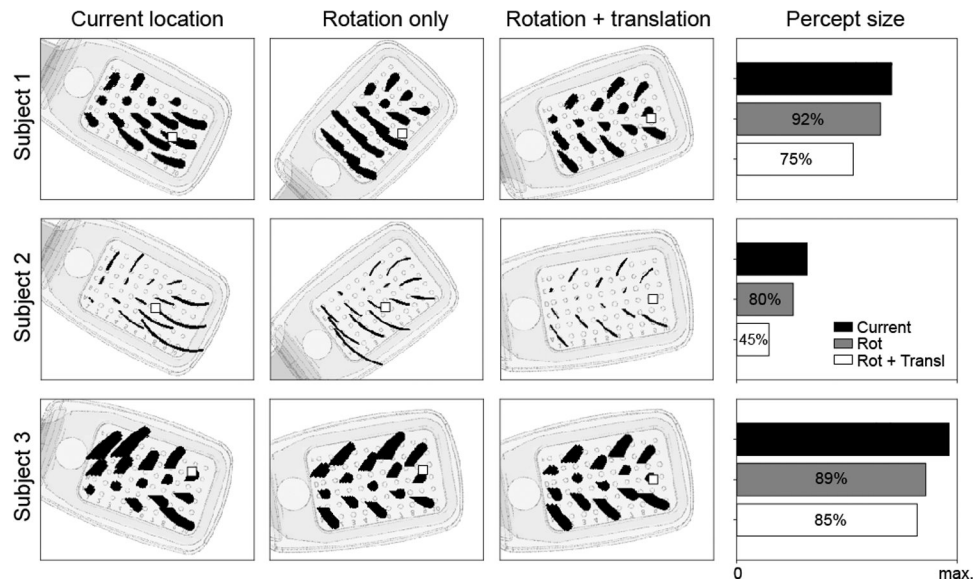 Current location
Rotation only
Rotation + translation
Percept size
Subject 1
92%
75%
Subject 2
80%
45%
Current
Rot
Rot + Transl
Subject 3
89%
85%
0
max.